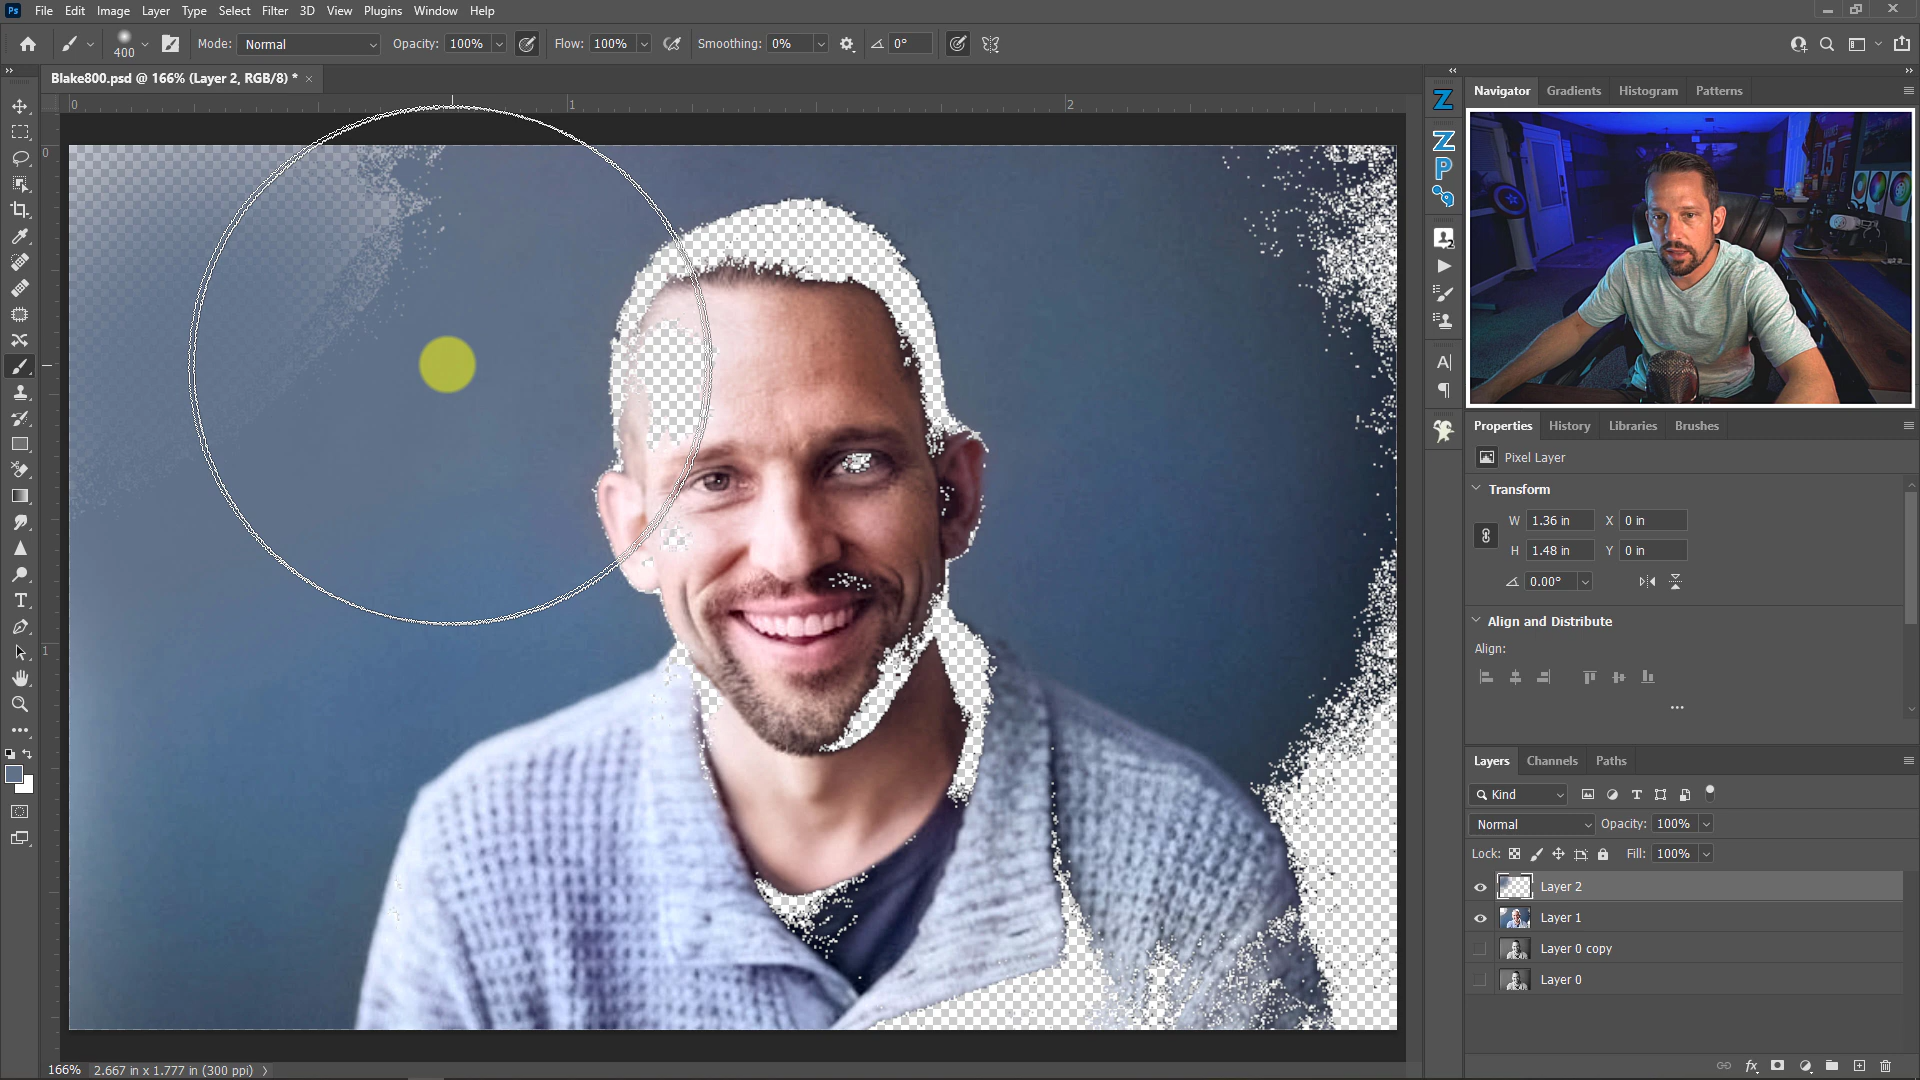 Ps File Edit Image Layer Type Select Filter 3D View Plugins Window Help
400 Mode: Normal Opacity: 100% Flow: 100% Smoothing: 0% 0°
Blake800.psd @ 166% (Layer 2, RGB/8) * ×
0 1 2
0
1
Navigator Gradients Histogram Patterns
Properties History Libraries Brushes
Pixel Layer
Transform
W 1.36 in X 0 in
H 1.48 in Y 0 in
0.00°
Align and Distribute
Align:
Layers Channels Paths
Kind
Normal Opacity: 100%
Lock: Fill: 100%
Layer 2
Layer 1
Layer 0 copy
Layer 0
166% 2.667 in x 1.777 in (300 ppi)